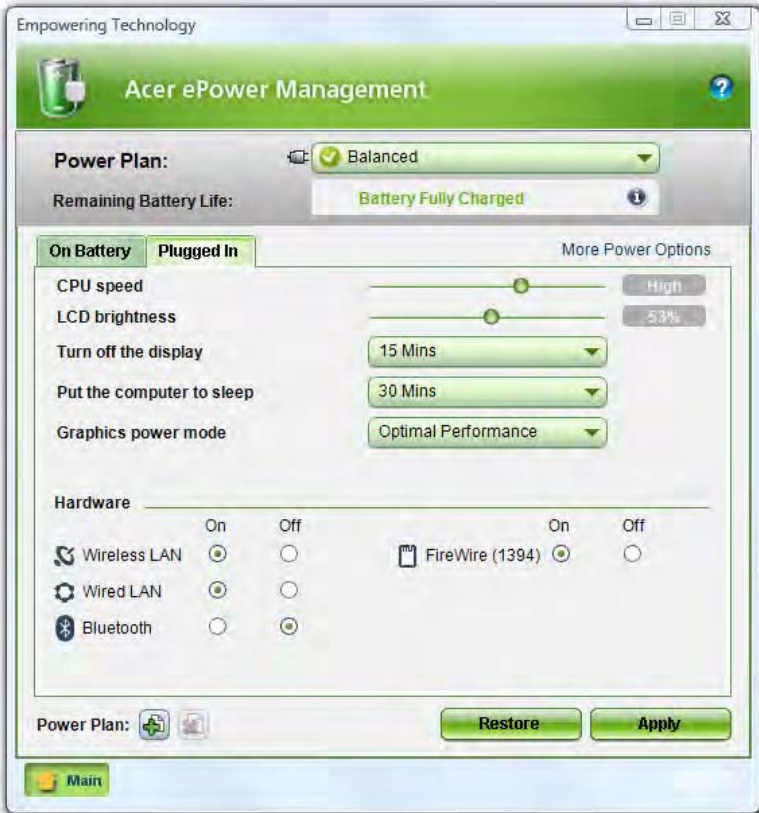 Empowering Technology
Acer ePower Management
Power Plan: Balanced
Remaining Battery Life: Battery Fully Charged
On Battery Plugged In More Power Options
CPU speed High
LCD brightness 53%
Turn off the display 15 Mins
Put the computer to sleep 30 Mins
Graphics power mode Optimal Performance
Hardware
On Off On Off
Wireless LAN FireWire (1394)
Wired LAN
Bluetooth
Power Plan: Restore Apply
Main